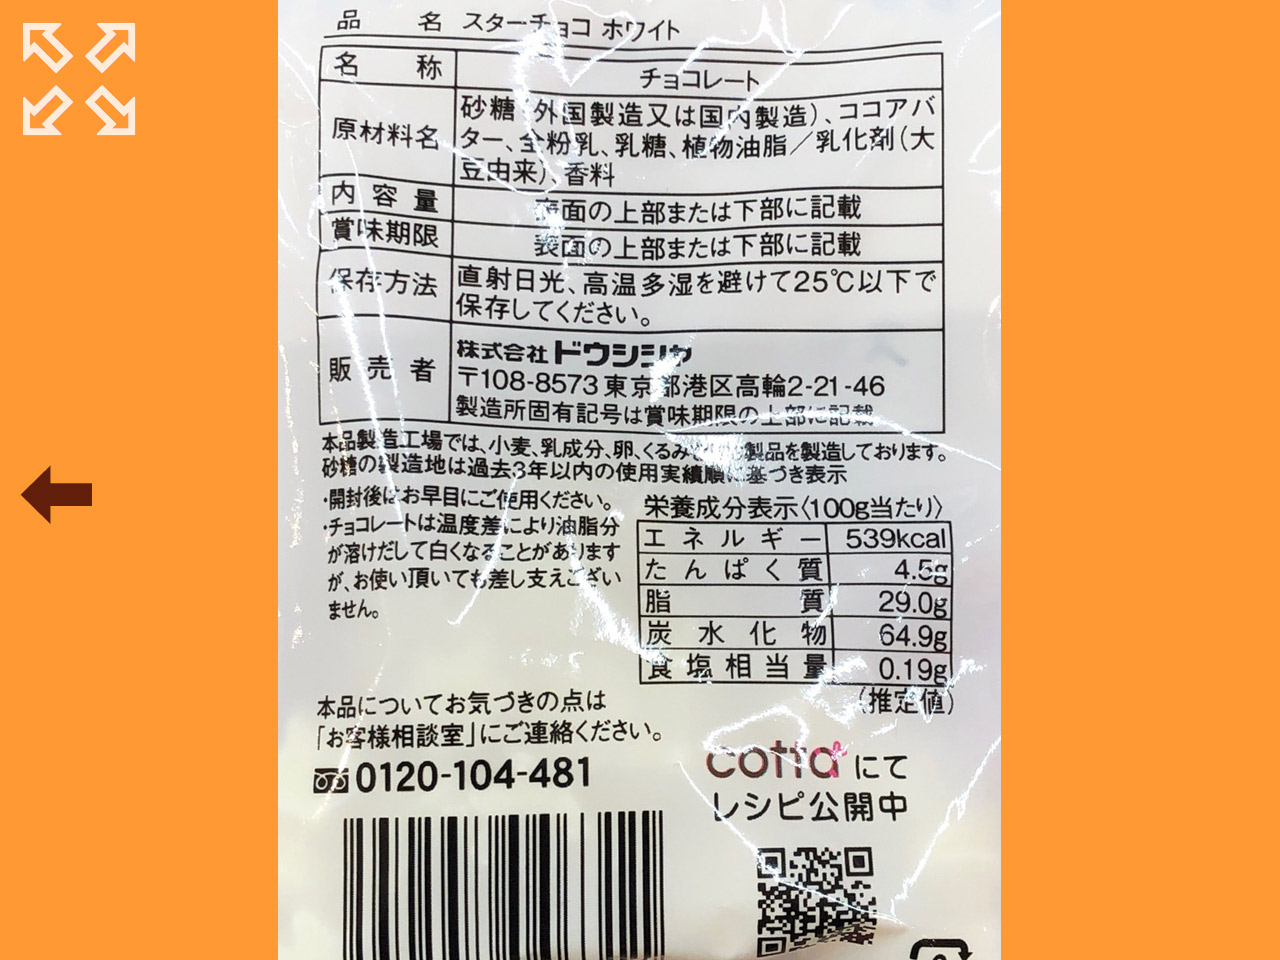 品名 スターチョコ ホワイト
名称 チョコレート
原材料名 砂糖(外国製造又は国内製造)、ココアバ
ター、全粉乳、乳糖、植物油脂/乳化剤(大
豆由来)、香料
内容量 表面の上部または下部に記載
賞味期限 表面の上部または下部に記載
保存方法 直射日光、高温多湿を避けて25℃以下で
保存してください。
販売者 株式会社ドウシシャ
〒108-8573 東京都港区高輪2-21-46
製造所固有記号は賞味期限の上部に記載
本品製造工場では、小麦、乳成分、卵、くるみ 製品を製造しております。
砂糖の製造地は過去3年以内の使用実績順に基づき表示
・開封後はお早目にご使用ください。
・チョコレートは温度差により油脂分
が溶けだして白くなることがあります
が、お使い頂いても差し支えござい
ません。
栄養成分表示〈100g当たり〉
エネルギー 539kcal
たんぱく質 4.5g
脂質 29.0g
炭水化物 64.9g
食塩相当量 0.19g
(推定値)
本品についてお気づきの点は
「お客様相談室」にご連絡ください。
0120-104-481
cotta にて
レシピ公開中